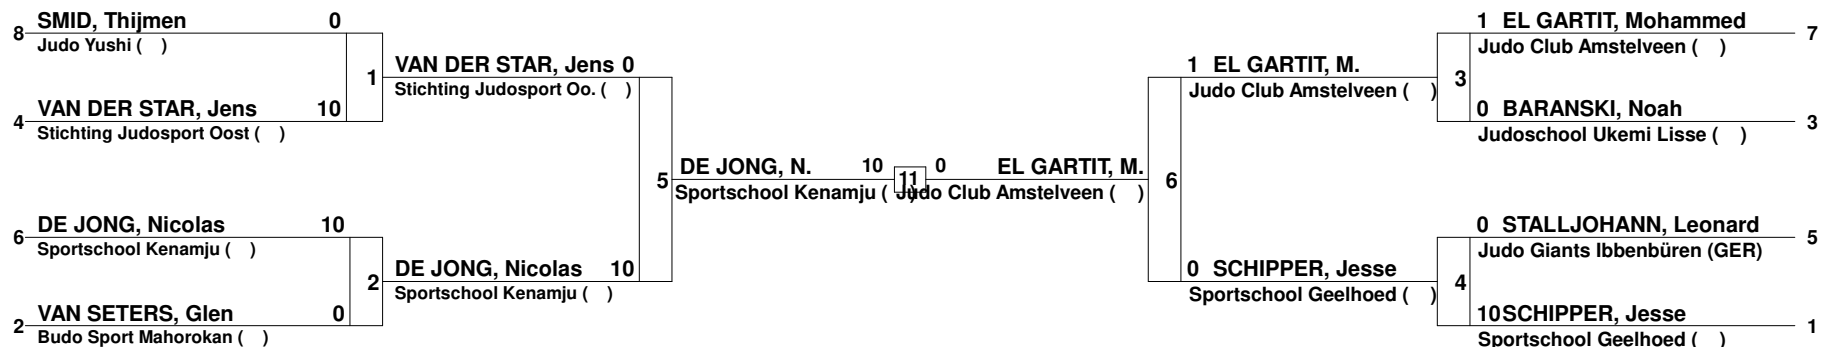 SMID, Thijmen 0
8
Judo Yushi ( )
1
VAN DER STAR, Jens 10
4
Stichting Judosport Oost ( )
VAN DER STAR, Jens 0
Stichting Judosport Oo. ( )
DE JONG, Nicolas 10
6
Sportschool Kenamju ( )
2
VAN SETERS, Glen 0
2
Budo Sport Mahorokan ( )
DE JONG, Nicolas 10
Sportschool Kenamju ( )
5
DE JONG, N. 10
Sportschool Kenamju (
11
0 EL GARTIT, M.
Judo Club Amstelveen ( )
6
1 EL GARTIT, M.
Judo Club Amstelveen ( )
0 SCHIPPER, Jesse
Sportschool Geelhoed ( )
1 EL GARTIT, Mohammed
7
Judo Club Amstelveen ( )
3
0 BARANSKI, Noah
3
Judoschool Ukemi Lisse ( )
0 STALLJOHANN, Leonard
5
Judo Giants Ibbenbüren (GER)
4
10 SCHIPPER, Jesse
1
Sportschool Geelhoed ( )